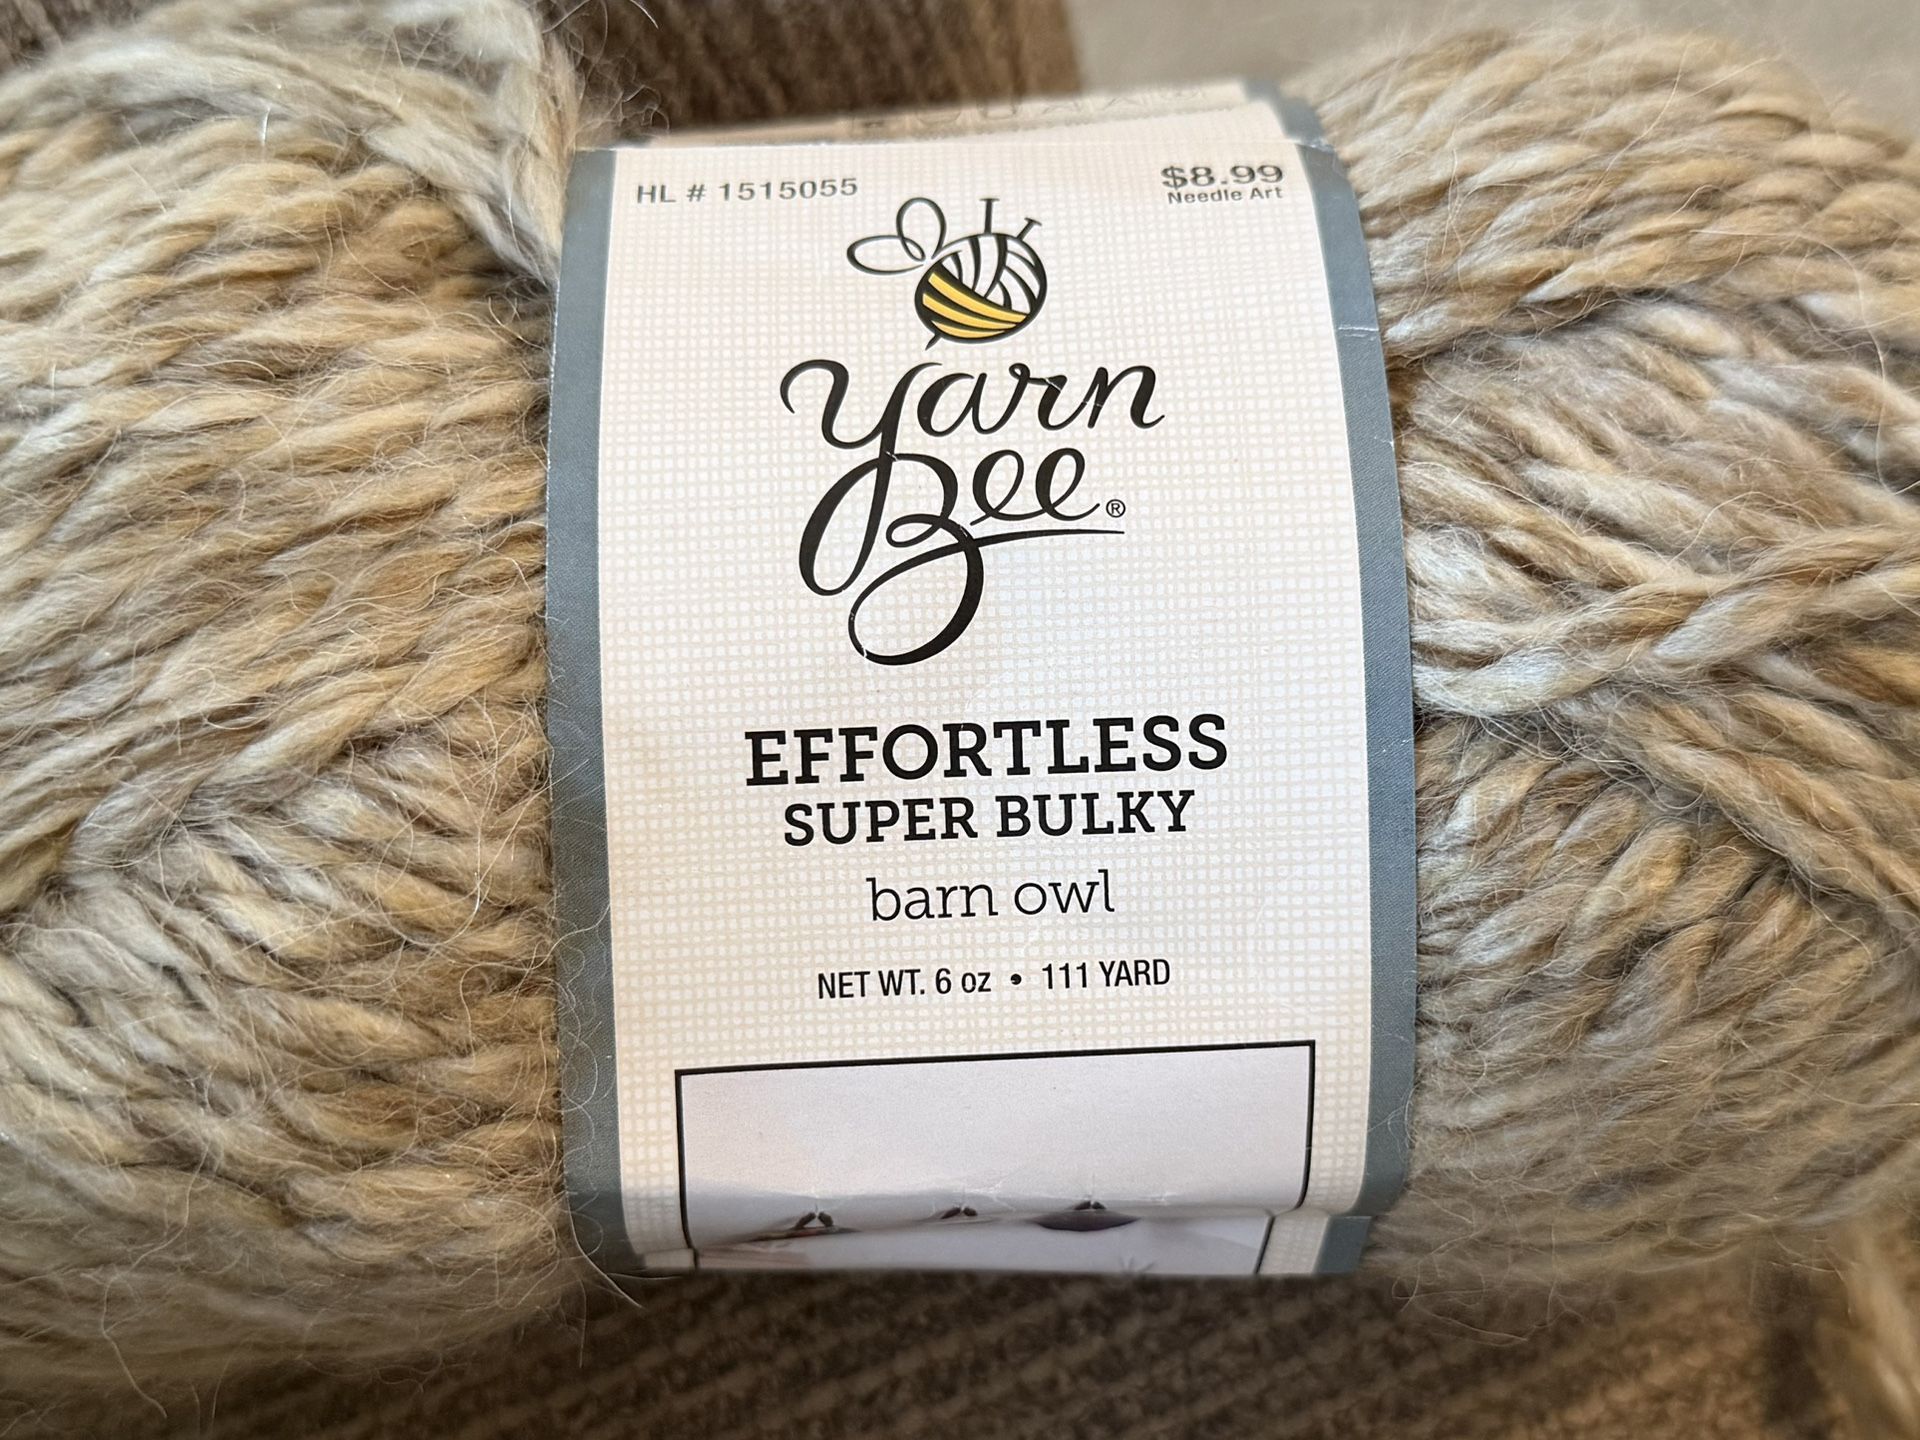 HL # 1515055
$8.99
Needle Art
Yarn
Bee®
EFFORTLESS
SUPER BULKY
barn owl
NET WT. 6 oz • 111 YARD